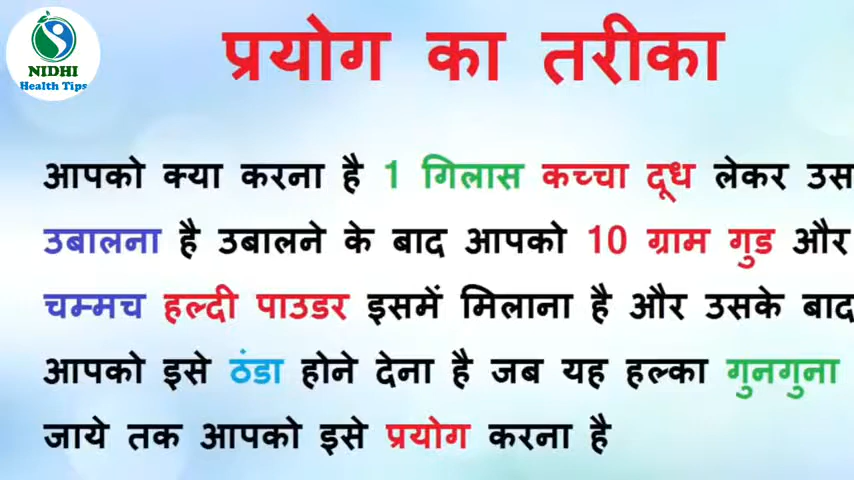 NIDHI
Health Tips
प्रयोग का तरीका
आपको क्या करना है 1 गिलास कच्चा दूध लेकर उस
उबालना है उबालने के बाद आपको 10 ग्राम गुड और
चम्मच हल्दी पाउडर इसमें मिलाना है और उसके बाद
आपको इसे ठंडा होने देना है जब यह हल्का गुनगुना
जाये तक आपको इसे प्रयोग करना है